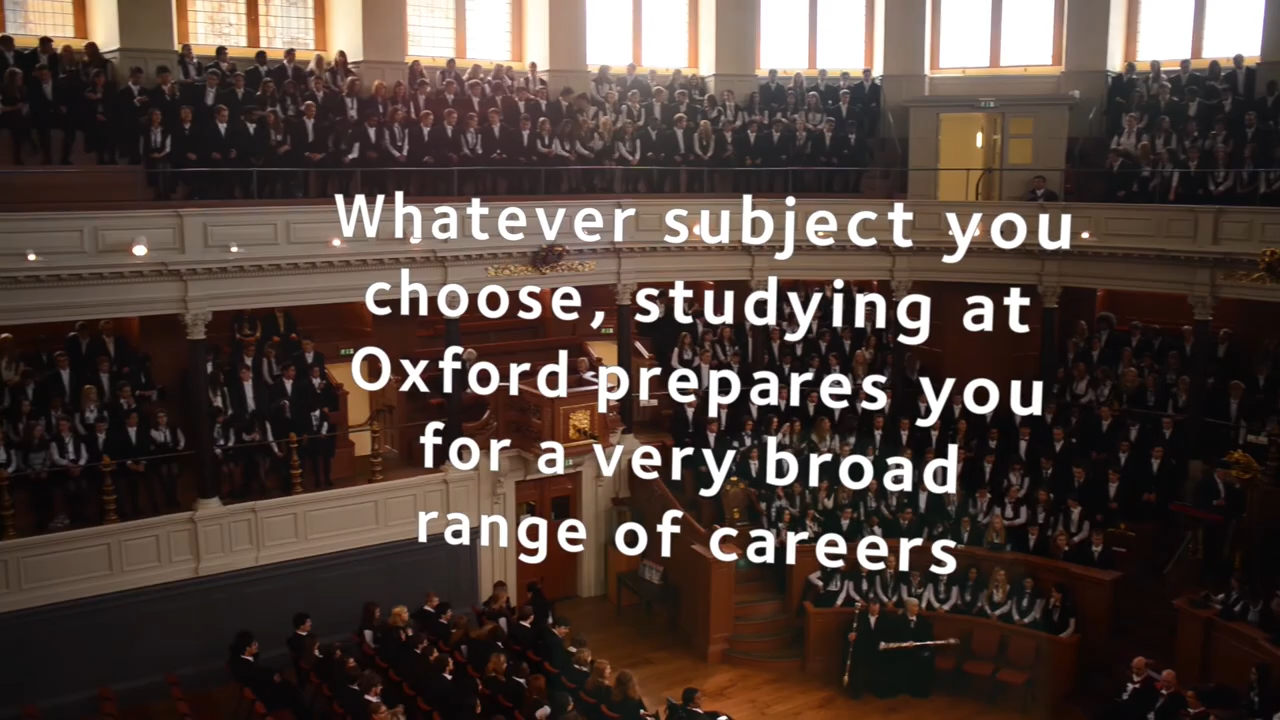 Whatever subject you
choose, studying at
Oxford prepares you
for a very broad
range of careers